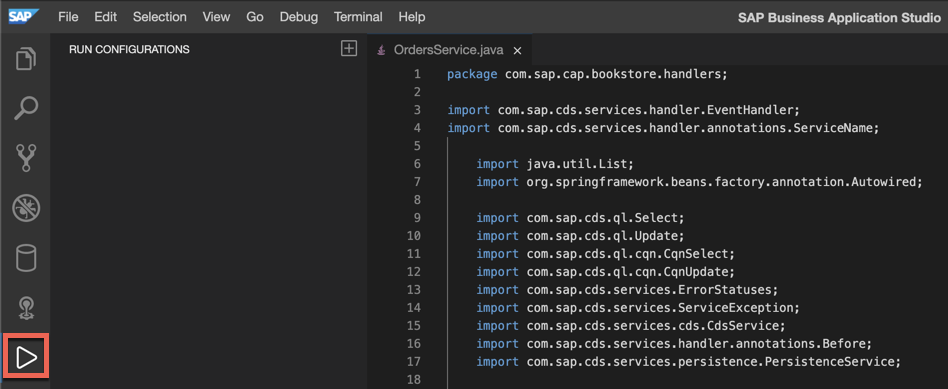 SAP File Edit Selection View Go Debug Terminal Help SAP Business Application Studio
RUN CONFIGURATIONS
OrdersService.java ×
1 package com.sap.cap.bookstore.handlers;
2
3 import com.sap.cds.services.handler.EventHandler;
4 import com.sap.cds.services.handler.annotations.ServiceName;
5
6 import java.util.List;
7 import org.springframework.beans.factory.annotation.Autowired;
8
9 import com.sap.cds.ql.Select;
10 import com.sap.cds.ql.Update;
11 import com.sap.cds.ql.cqn.CqnSelect;
12 import com.sap.cds.ql.cqn.CqnUpdate;
13 import com.sap.cds.services.ErrorStatuses;
14 import com.sap.cds.services.ServiceException;
15 import com.sap.cds.services.cds.CdsService;
16 import com.sap.cds.services.handler.annotations.Before;
17 import com.sap.cds.services.persistence.PersistenceService;
18